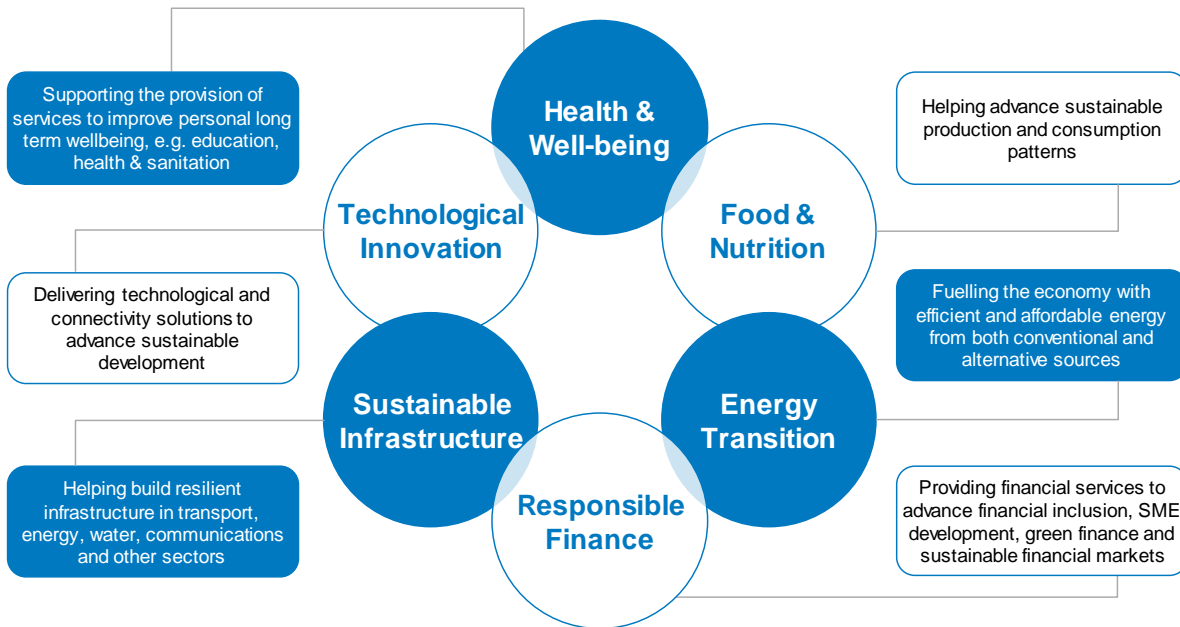 Health &
Well-being
Supporting the provision of
services to improve personal long
term wellbeing, e.g. education,
health & sanitation
Helping advance sustainable
production and consumption
patterns
Technological
Innovation
Food &
Nutrition
Delivering technological and
connectivity solutions to
advance sustainable
development
Fuelling the economy with
efficient and affordable energy
from both conventional and
alternative sources
Sustainable
Infrastructure
Energy
Transition
Helping build resilient
infrastructure in transport,
energy, water, communications
and other sectors
Responsible
Finance
Providing financial services to
advance financial inclusion, SME
development, green finance and
sustainable financial markets